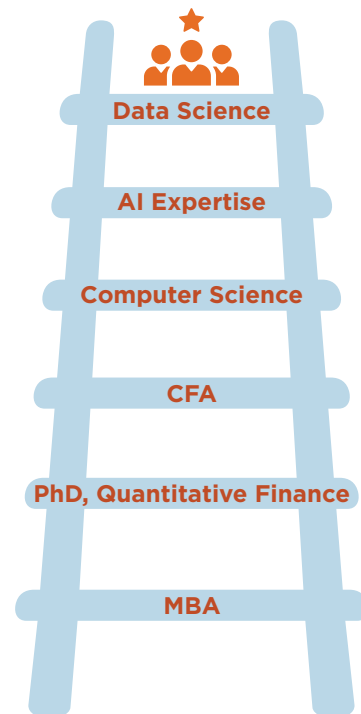 Data Science
AI Expertise
Computer Science
CFA
PhD, Quantitative Finance
MBA